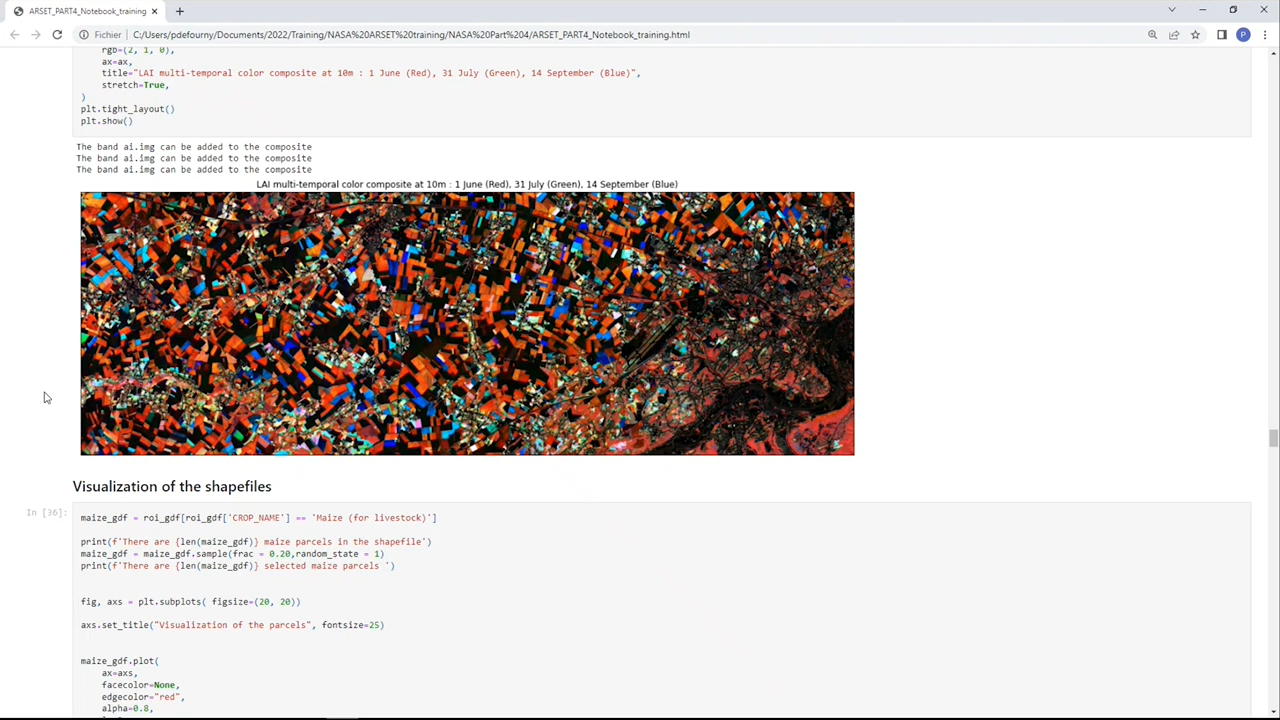 ARSET_PART4_Notebook_training
Fichier
C:/Users/pdefourny/Documents/2022/Training/NASA%20ARSET%20training/NASA%20Part%204/ARSET_PART4_Notebook_training.html
P
rgb=(2, 1, 0),
ax=ax,
title="LAI multi-temporal color composite at 10m : 1 June (Red), 31 July (Green), 14 September (Blue)",
stretch=True,
)
plt.tight_layout()
plt.show()
The band ai.img can be added to the composite
The band ai.img can be added to the composite
The band ai.img can be added to the composite
LAI multi-temporal color composite at 10m : 1 June (Red), 31 July (Green), 14 September (Blue)
Visualization of the shapefiles
In [36]:
maize_gdf = roi_gdf[roi_gdf['CROP_NAME'] == 'Maize (for livestock)']
print(f'There are {len(maize_gdf)} maize parcels in the shapefile')
maize_gdf = maize_gdf.sample(frac = 0.20,random_state = 1)
print(f'There are {len(maize_gdf)} selected maize parcels ')
fig, axs = plt.subplots( figsize=(20, 20))
axs.set_title("Visualization of the parcels", fontsize=25)
maize_gdf.plot(
ax=axs,
facecolor=None,
edgecolor="red",
alpha=0.8,